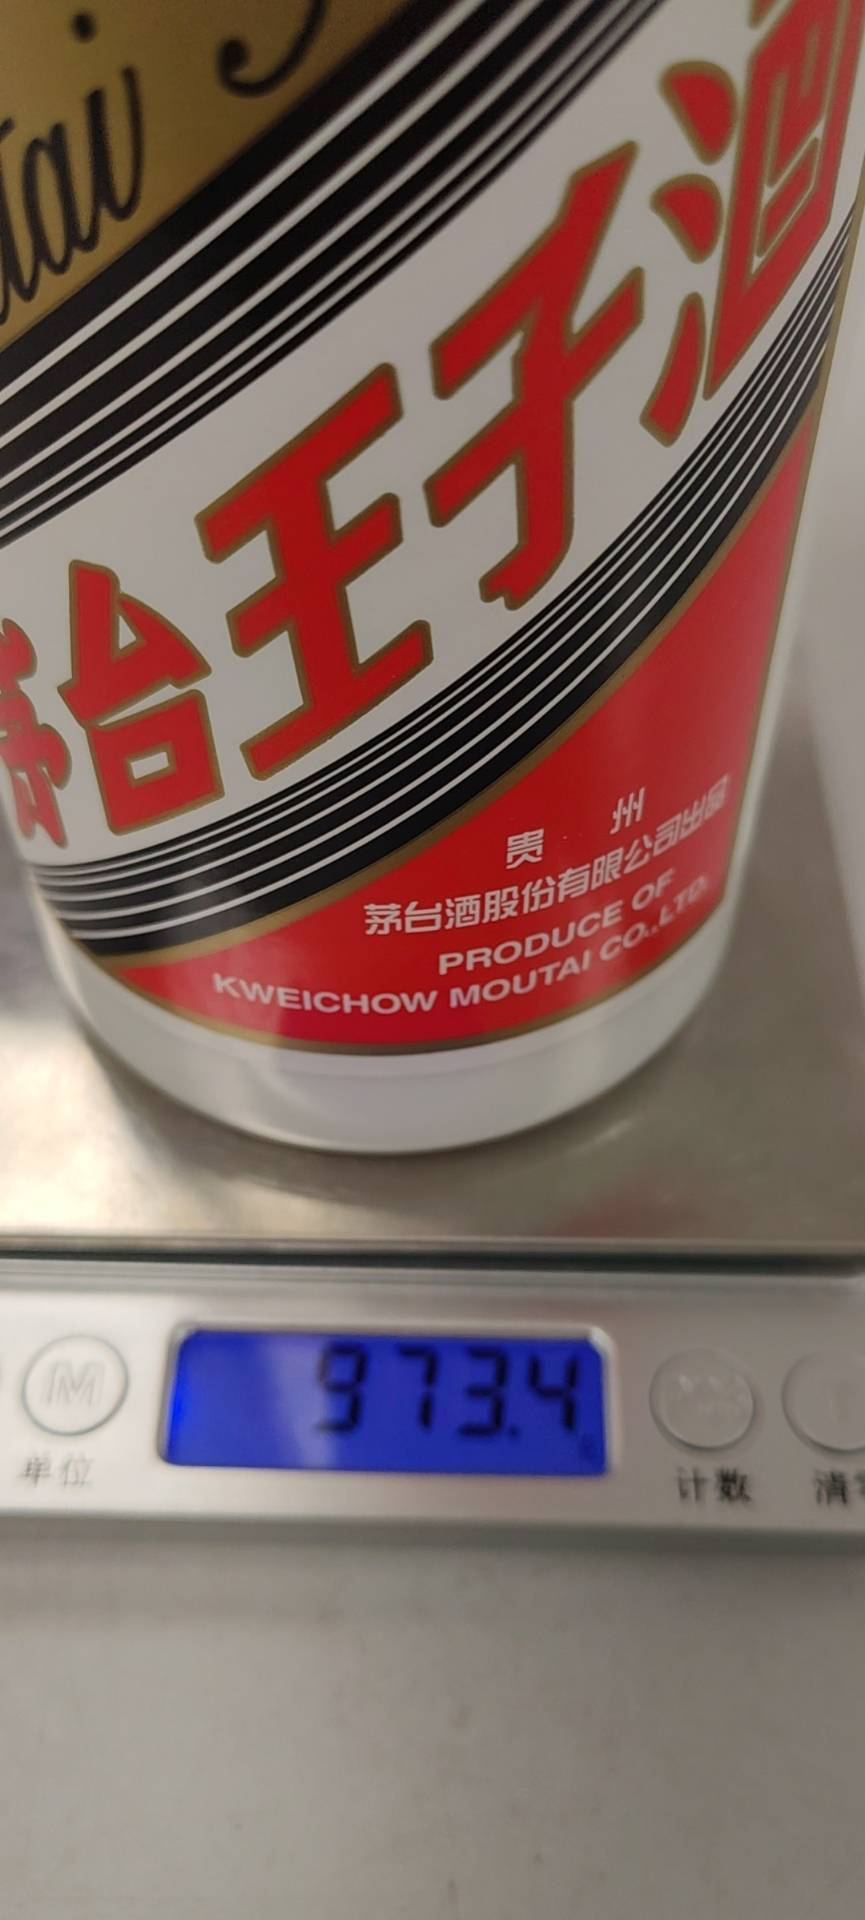 茅台王子酒
贵 州
茅台酒股份有限公司出品
PRODUCE OF
KWEICHOW MOUTAI CO.,LTD.
M
973.4
单位
计数